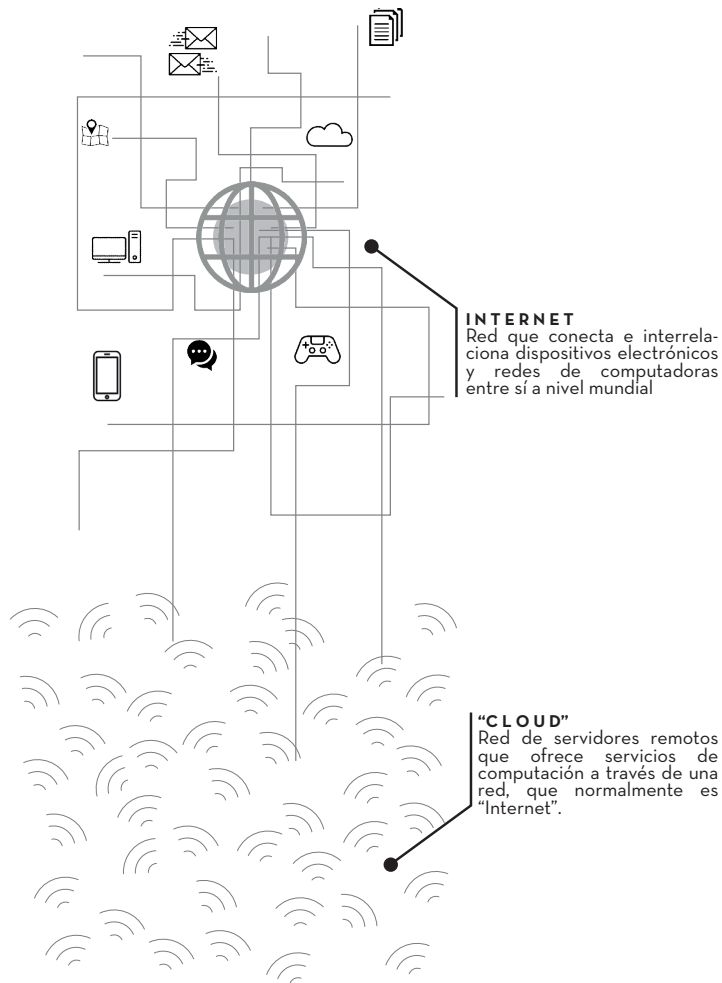 INTERNET
Red que conecta e interrela-
ciona dispositivos electrónicos
y redes de computadoras
entre sí a nivel mundial
“CLOUD”
Red de servidores remotos
que ofrece servicios de
computación a través de una
red, que normalmente es
“Internet”.